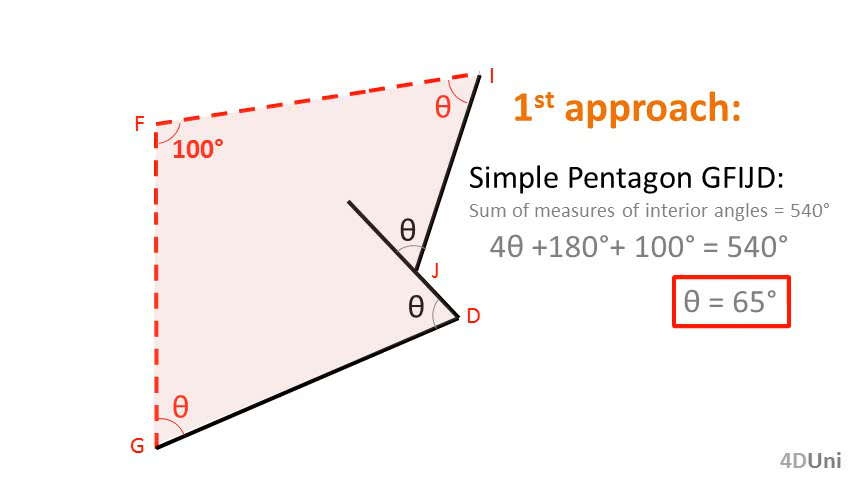 I
θ
1st approach:
F
100°
Simple Pentagon GFIJD:
Sum of measures of interior angles = 540°
θ
4θ +180°+ 100° = 540°
J
θ
D
θ = 65°
θ
G
4DUni